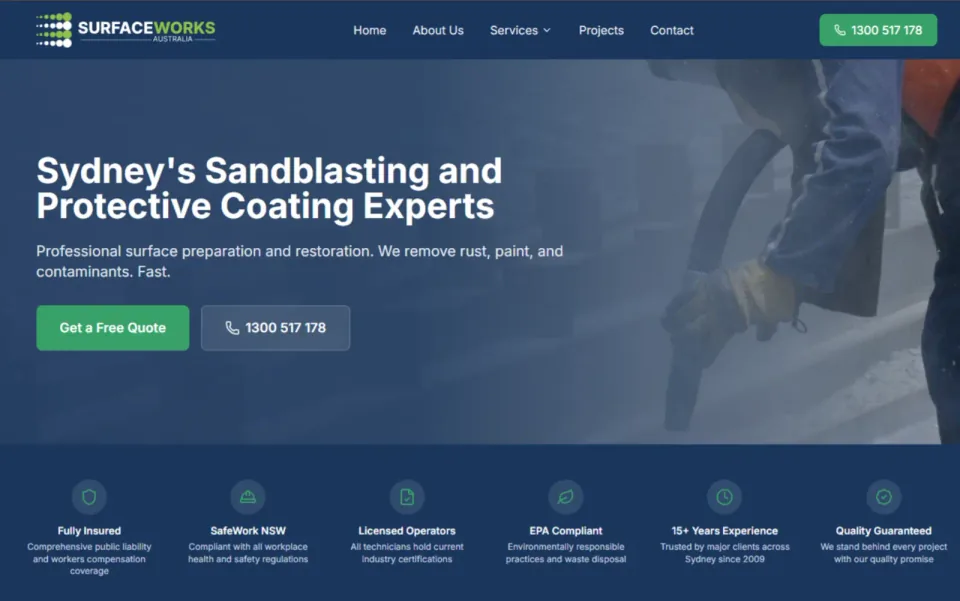 SURFACEWORKS
AUSTRALIA
Home
About Us
Services
Projects
Contact
1300 517 178
Sydney's Sandblasting and
Protective Coating Experts
Professional surface preparation and restoration. We remove rust, paint, and
contaminants. Fast.
Get a Free Quote
1300 517 178
Fully Insured
Comprehensive public liability
and workers compensation
coverage
SafeWork NSW
Compliant with all workplace
health and safety regulations
Licensed Operators
All technicians hold current
industry certifications
EPA Compliant
Environmentally responsible
practices and waste disposal
15+ Years Experience
Trusted by major clients across
Sydney since 2009
Quality Guaranteed
We stand behind every project
with our quality promise